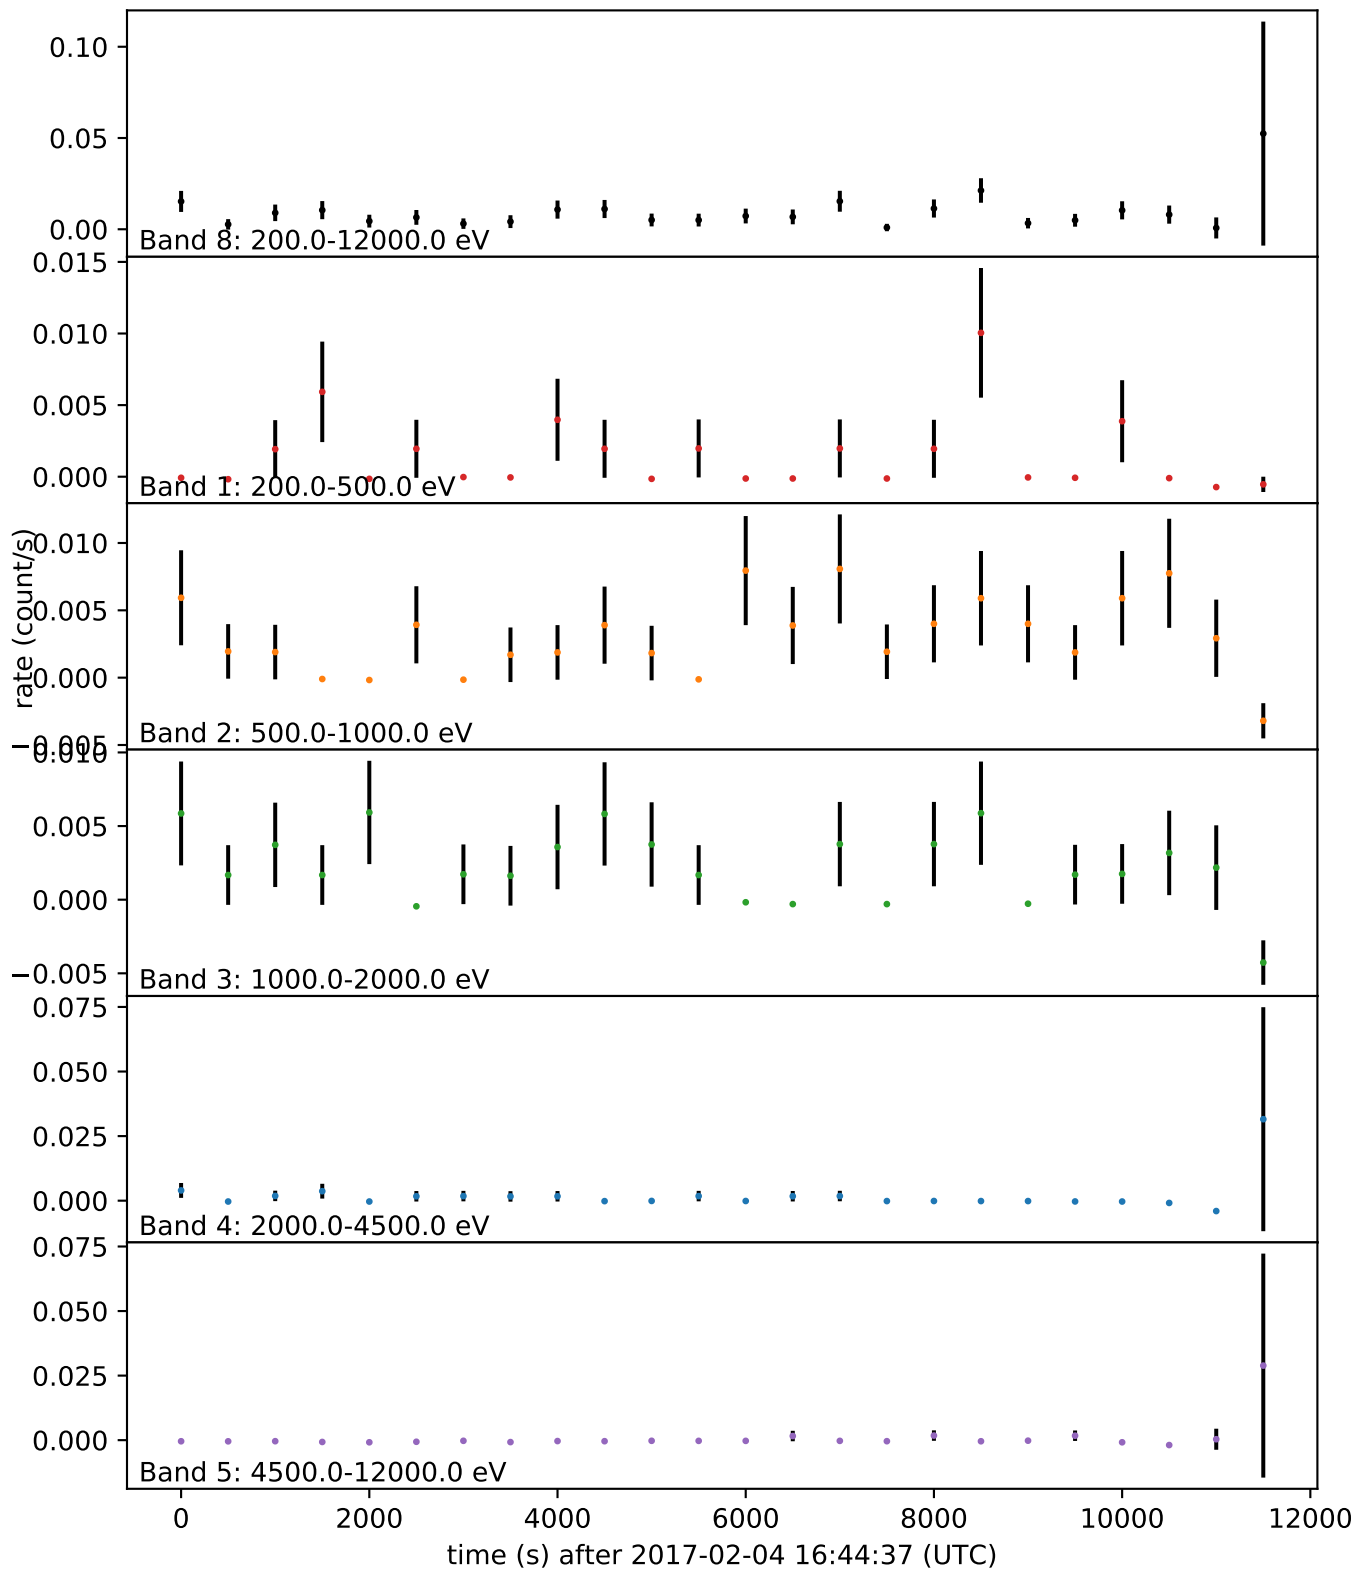 0.10
0.05
0.00
Band 8: 200.0-12000.0 eV
0.015
0.010
0.005
0.000
Band 1: 200.0-500.0 eV
rate (count/s)
0.010
0.005
0.000
−0.005
Band 2: 500.0-1000.0 eV
0.010
0.005
0.000
−0.005
Band 3: 1000.0-2000.0 eV
0.075
0.050
0.025
0.000
Band 4: 2000.0-4500.0 eV
0.075
0.050
0.025
0.000
Band 5: 4500.0-12000.0 eV
0 2000 4000 6000 8000 10000 12000
time (s) after 2017-02-04 16:44:37 (UTC)